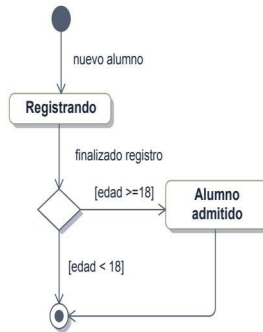 nuevo alumno
Registrando
finalizado registro
[edad >=18]
Alumno
admitido
[edad < 18]